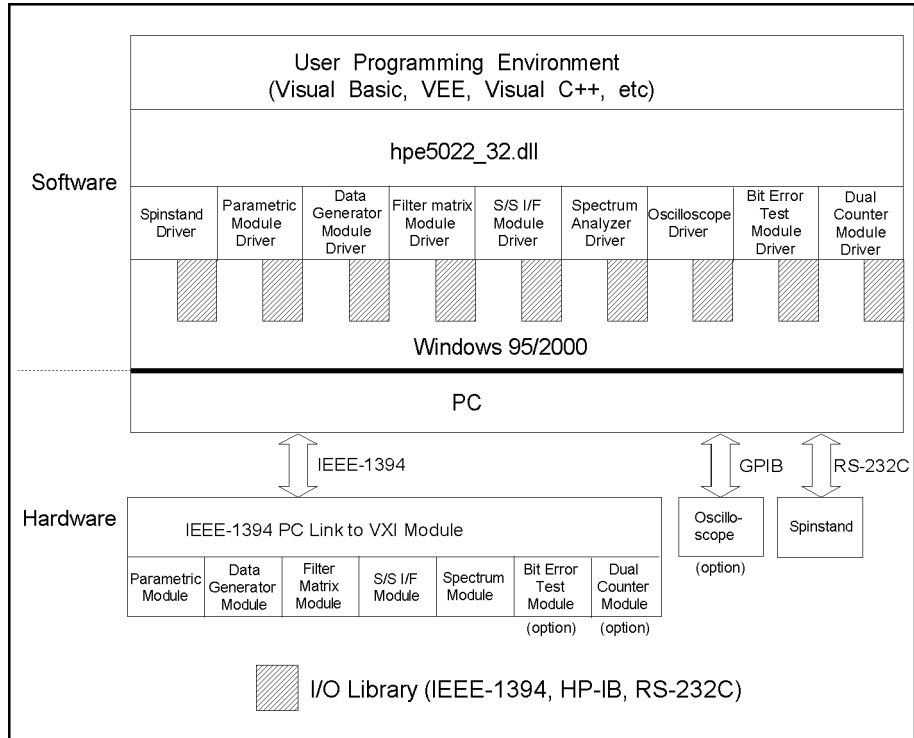 User Programming Environment
(Visual Basic, VEE, Visual C++, etc)
hpe5022_32.dll
Software
Spinstand
Driver
Parametric
Module
Driver
Data
Generator
Module
Driver
Filter matrix
Module
Driver
S/S I/F
Module
Driver
Spectrum
Analyzer
Driver
Oscilloscope
Driver
Bit Error
Test
Module
Driver
Dual
Counter
Module
Driver
Windows 95/2000
PC
IEEE-1394
GPIB
RS-232C
Hardware
IEEE-1394 PC Link to VXI Module
Parametric
Module
Data
Generator
Module
Filter
Matrix
Module
S/S I/F
Module
Spectrum
Module
Bit Error
Test
Module
(option)
Dual
Counter
Module
(option)
Oscillo-
scope
(option)
Spinstand
I/O Library (IEEE-1394, HP-IB, RS-232C)